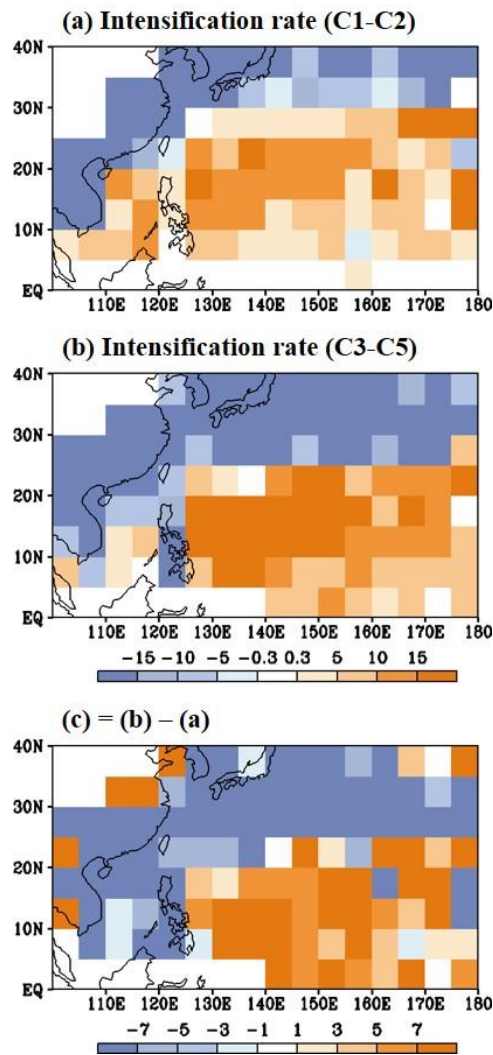 (a) Intensification rate (C1-C2)
40N
30N
20N
10N
EQ
110E 120E 130E 140E 150E 160E 170E 180
(b) Intensification rate (C3-C5)
40N
30N
20N
10N
EQ
110E 120E 130E 140E 150E 160E 170E 180
-15 -10 -5 -0.3 0.3 5 10 15
(c) = (b) – (a)
40N
30N
20N
10N
EQ
110E 120E 130E 140E 150E 160E 170E 180
-7 -5 -3 -1 1 3 5 7